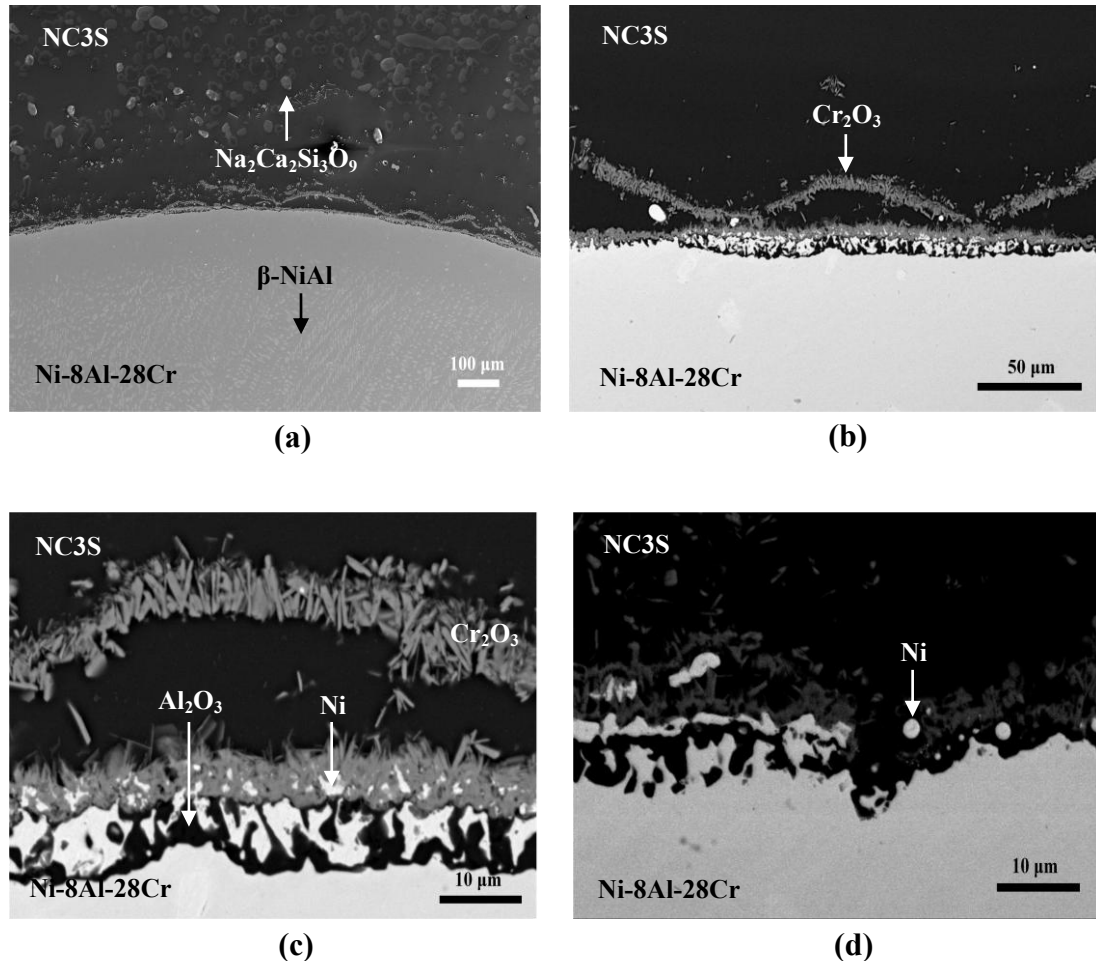 NC3S
Na₂Ca₂Si₃O₉
β-NiAl
Ni-8Al-28Cr
100 µm
(a)
NC3S
Cr₂O₃
Ni-8Al-28Cr
50 µm
(b)
NC3S
Cr₂O₃
Al₂O₃
Ni
Ni-8Al-28Cr
10 µm
(c)
NC3S
Ni
Ni-8Al-28Cr
10 µm
(d)